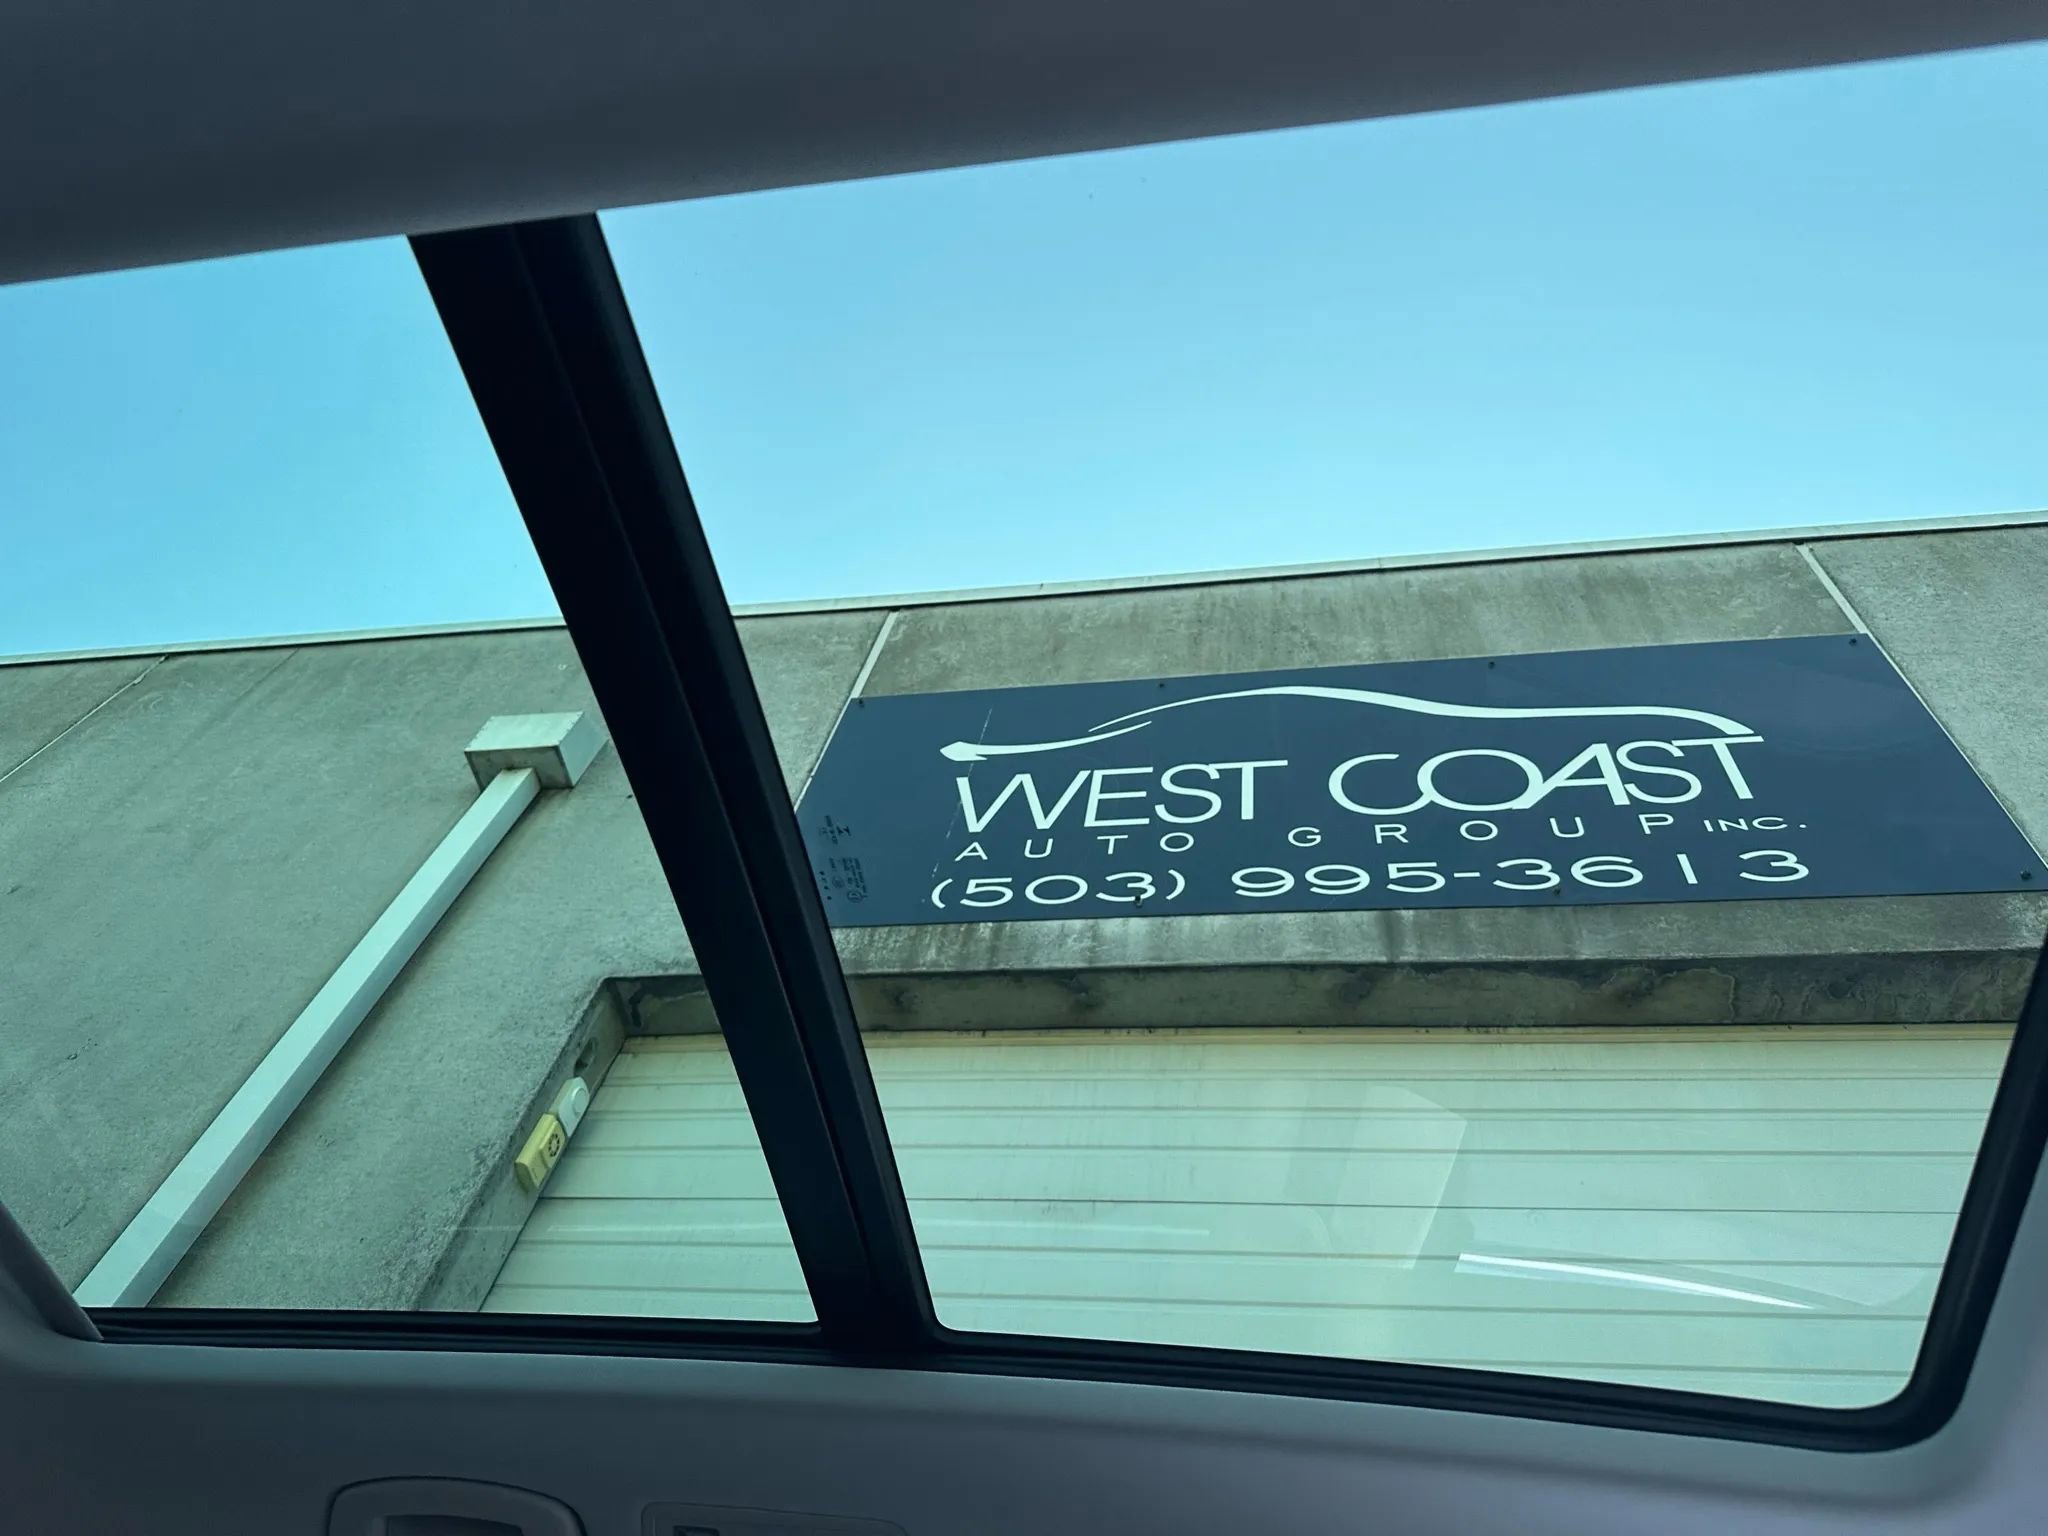 WEST COAST
AUTO GROUP INC.
(503) 995-3613